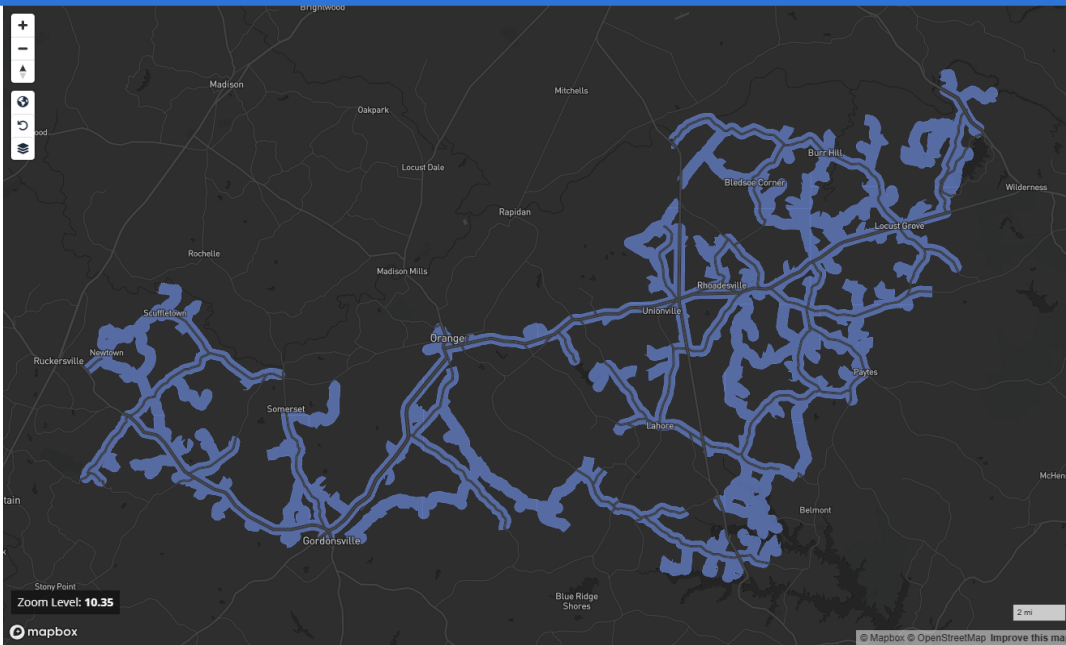 Brightwood
+
−
Madison
Mitchells
Oakpark
ood
Burr Hill
Locust Dale
Bledsoe Corner
Wilderness
Rapidan
Locust Grove
Rochelle
Madison Mills
Rhoadesville
Scuffletown
Unionville
Orange
Newtown
Ruckersville
Paytes
Somerset
Lahore
McHen
tain
Belmont
Gordonsville
Stony Point
Blue Ridge
Shores
Zoom Level: 10.35
2 mi
mapbox
© Mapbox © OpenStreetMap Improve this ma